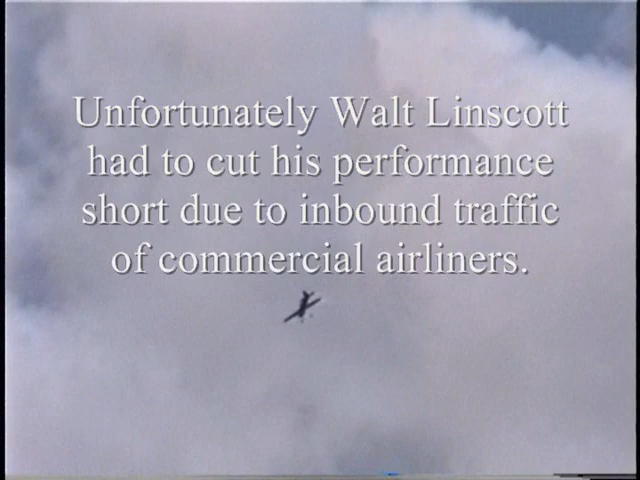 Unfortunately Walt Linscott
had to cut his performance
short due to inbound traffic
of commercial airliners.